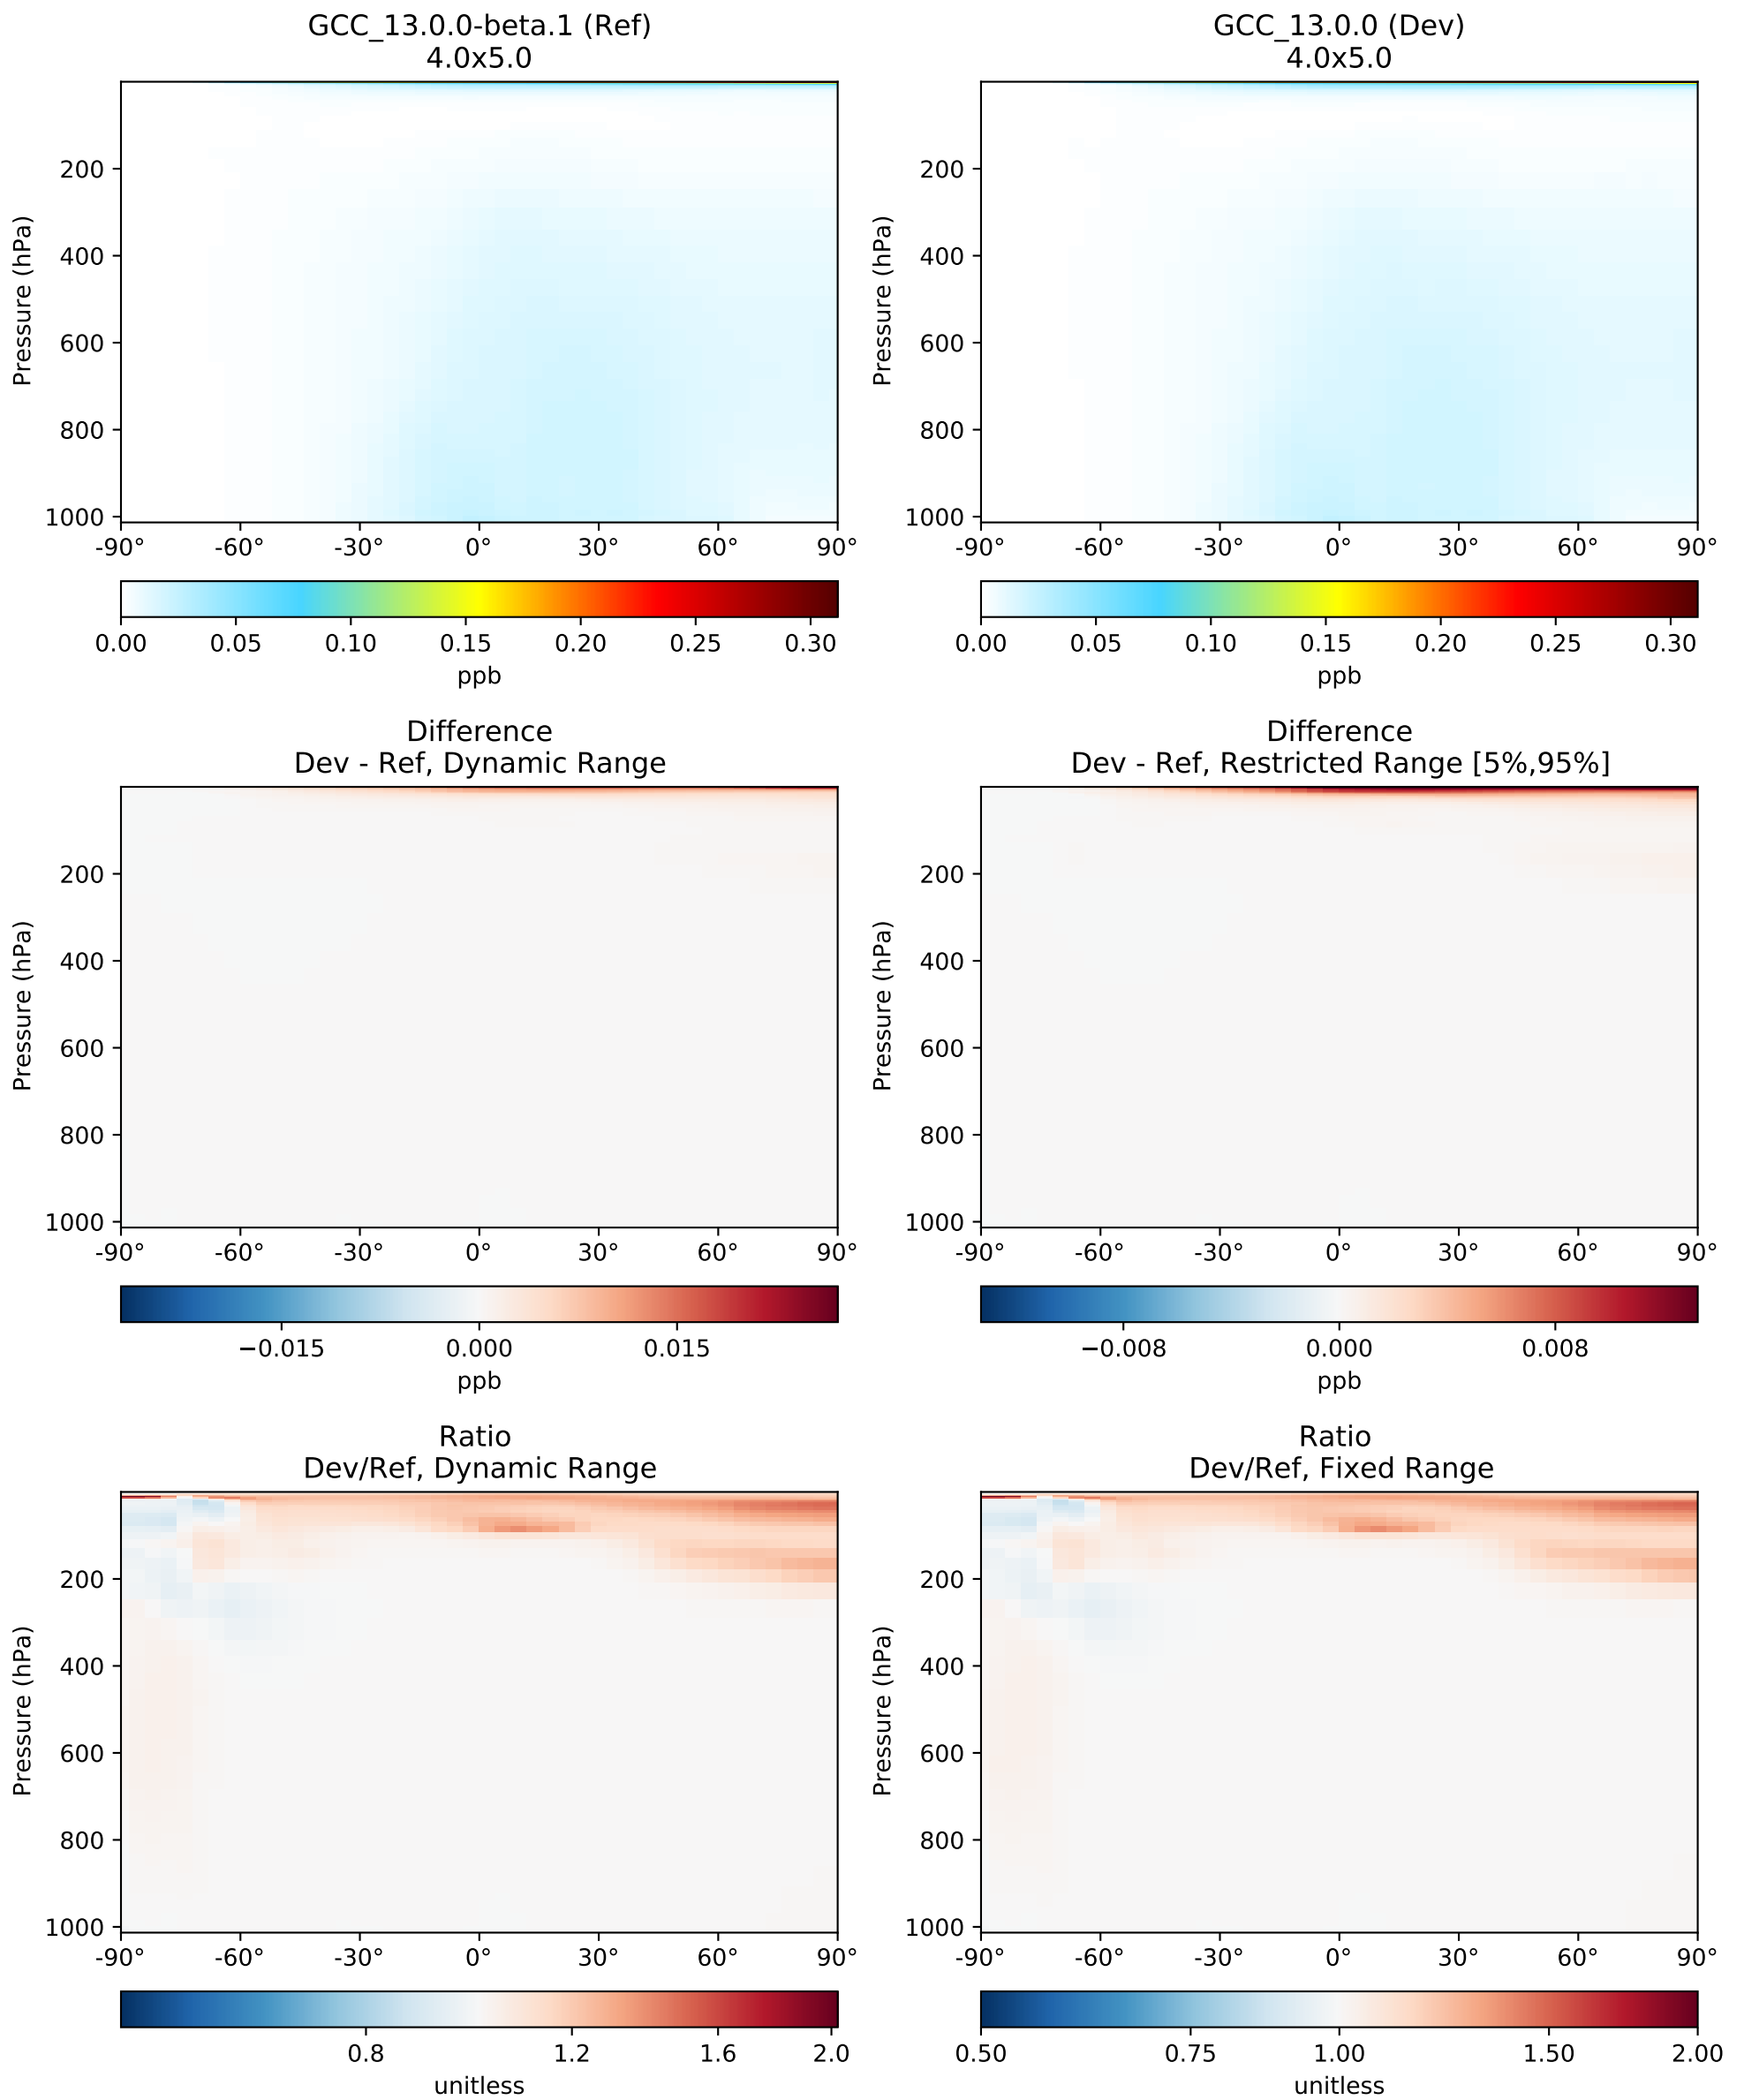 GCC_13.0.0-beta.1 (Ref)
4.0x5.0
Pressure (hPa)
200
400
600
800
1000
-90° -60° -30° 0° 30° 60° 90°
0.00 0.05 0.10 0.15 0.20 0.25 0.30
ppb
GCC_13.0.0 (Dev)
4.0x5.0
Pressure (hPa)
200
400
600
800
1000
-90° -60° -30° 0° 30° 60° 90°
0.00 0.05 0.10 0.15 0.20 0.25 0.30
ppb
Difference
Dev - Ref, Dynamic Range
Pressure (hPa)
200
400
600
800
1000
-90° -60° -30° 0° 30° 60° 90°
−0.015 0.000 0.015
ppb
Difference
Dev - Ref, Restricted Range [5%,95%]
Pressure (hPa)
200
400
600
800
1000
-90° -60° -30° 0° 30° 60° 90°
−0.008 0.000 0.008
ppb
Ratio
Dev/Ref, Dynamic Range
Pressure (hPa)
200
400
600
800
1000
-90° -60° -30° 0° 30° 60° 90°
0.8 1.2 1.6 2.0
unitless
Ratio
Dev/Ref, Fixed Range
Pressure (hPa)
200
400
600
800
1000
-90° -60° -30° 0° 30° 60° 90°
0.50 0.75 1.00 1.50 2.00
unitless